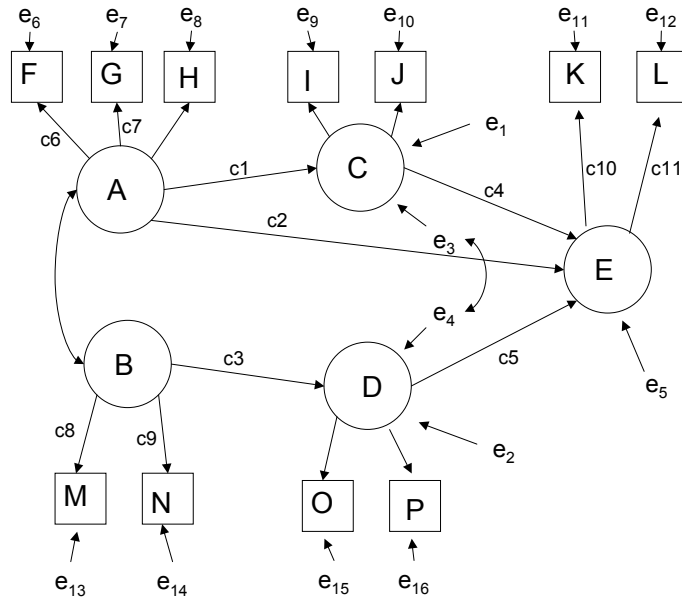 e6 e7 e8 e9 e10 e11 e12
F G H I J K L
c6 c7 e1
A c1 C c10 c11
c4
c2
e3 E
e4
B c3 D c5
e5
c8 c9 e2
M N O P
e13 e14 e15 e16